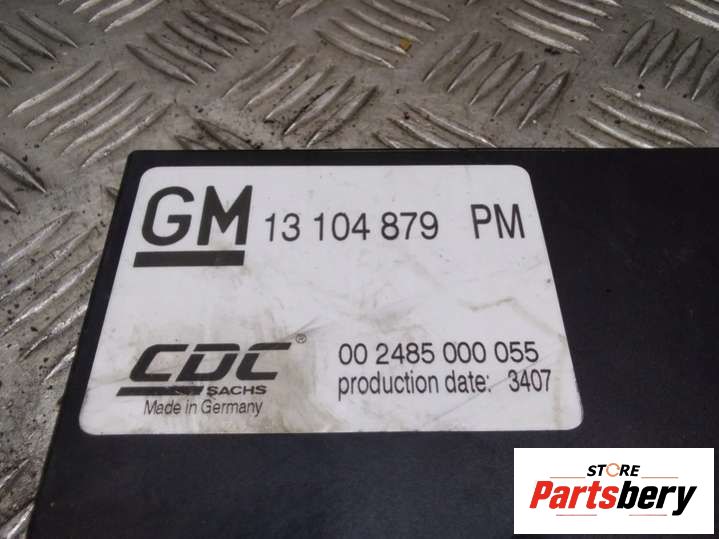 GM 13 104 879 PM
CDC® 00 2485 000 055
SACHS production date: 3407
Made in Germany
STORE
Partsbery